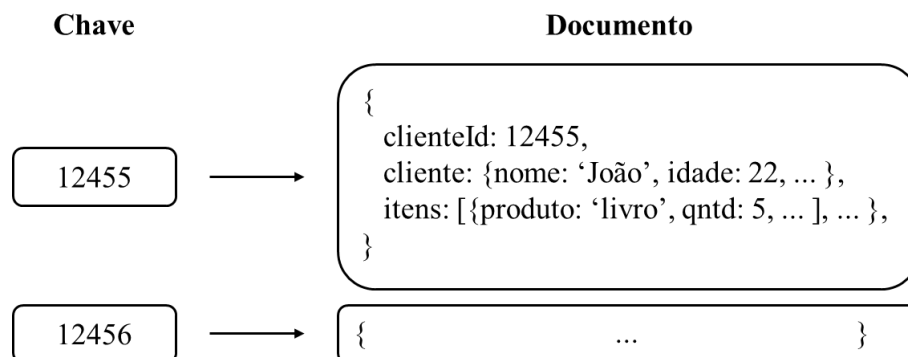 Chave Documento
{
clienteId: 12455,
12455 cliente: {nome: ‘João’, idade: 22, ... },
itens: [{produto: ‘livro’, qntd: 5, ... ], ... },
}
12456 { ... }